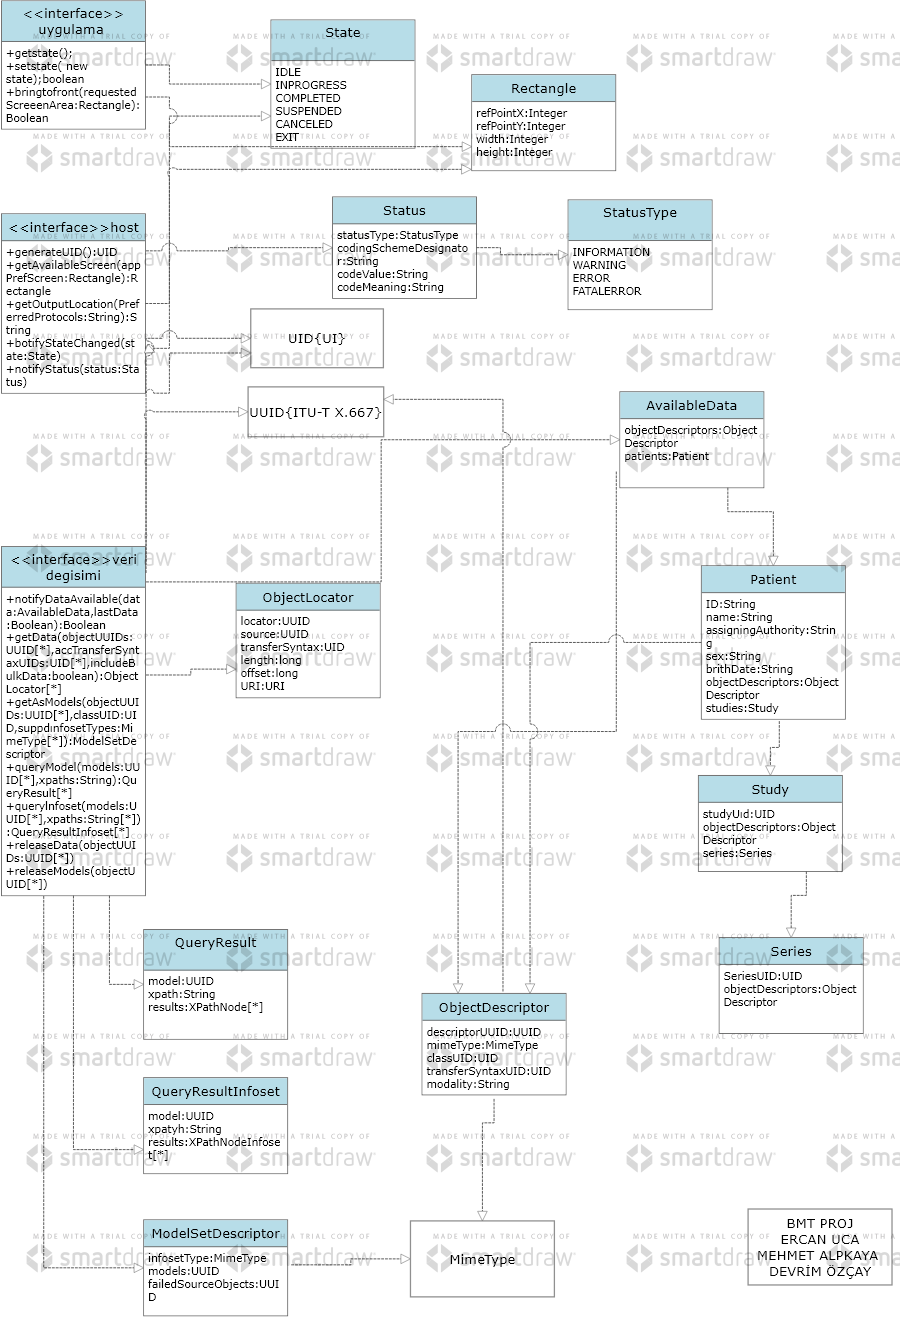 <<interface>>
uygulama
+getstate();
+setstate( new
state);boolean
+bringtofront(requested
ScreeenArea:Rectangle):
Boolean
State
IDLE
INPROGRESS
COMPLETED
SUSPENDED
CANCELED
EXIT
Rectangle
refPointX:Integer
refPointY:Integer
width:Integer
height:Integer
<<interface>>host
+generateUID():UID
+getAvailableScreen(app
PrefScreen:Rectangle):R
ectangle
+getOutputLocation(Pref
erredProtocols:String):S
tring
+botifyStateChanged(st
ate:State)
+notifyStatus(status:Sta
tus)
Status
statusType:StatusType
codingSchemeDesignato
r:String
codeValue:String
codeMeaning:String
StatusType
INFORMATION
WARNING
ERROR
FATALERROR
UID{UI}
UUID{ITU-T X.667}
AvailableData
objectDescriptors:Object
Descriptor
patients:Patient
<<interface>>veri
degisimi
+notifyDataAvailable(dat
a:AvailableData,lastData
:Boolean):Boolean
+getData(objectUUIDs:
UUID[*],accTransferSynt
axUIDs:UID[*],includeB
ulkData:boolean):Object
Locator[*]
+getAsModels(objectUU
IDs:UUID[*],classUID:UI
D,suppdinfosetTypes:Mi
meType[*]):ModelSetDe
scriptor
+queryModel(models:UU
ID[*],xpaths:String):Qu
eryResult[*]
+queryInfoset(models:U
UID[*],xpaths:String[*])
:QueryResultInfoset[*]
+releaseData(objectUUI
Ds:UUID[*])
+releaseModels(objectU
UID[*])
ObjectLocator
locator:UUID
source:UUID
transferSyntax:UID
length:long
offset:long
URI:URI
Patient
ID:String
name:String
assigningAuthority:Strin
g
sex:String
brithDate:String
objectDescriptors:Object
Descriptor
studies:Study
Study
studyUid:UID
objectDescriptors:Object
Descriptor
series:Series
Series
SeriesUID:UID
objectDescriptors:Object
Descriptor
QueryResult
model:UUID
xpath:String
results:XPathNode[*]
ObjectDescriptor
descriptorUUID:UUID
mimeType:MimeType
classUID:UID
transferSyntaxUID:UID
modality:String
QueryResultInfoset
model:UUID
xpatyh:String
results:XPathNodeInfose
t[*]
ModelSetDescriptor
infosetType:MimeType
models:UUID
failedSourceObjects:UUI
D
MimeType
BMT PROJ
ERCAN UCA
MEHMET ALPKAYA
DEVRİM ÖZÇAY
MADE WITH A TRIAL COPY OF
smartdraw